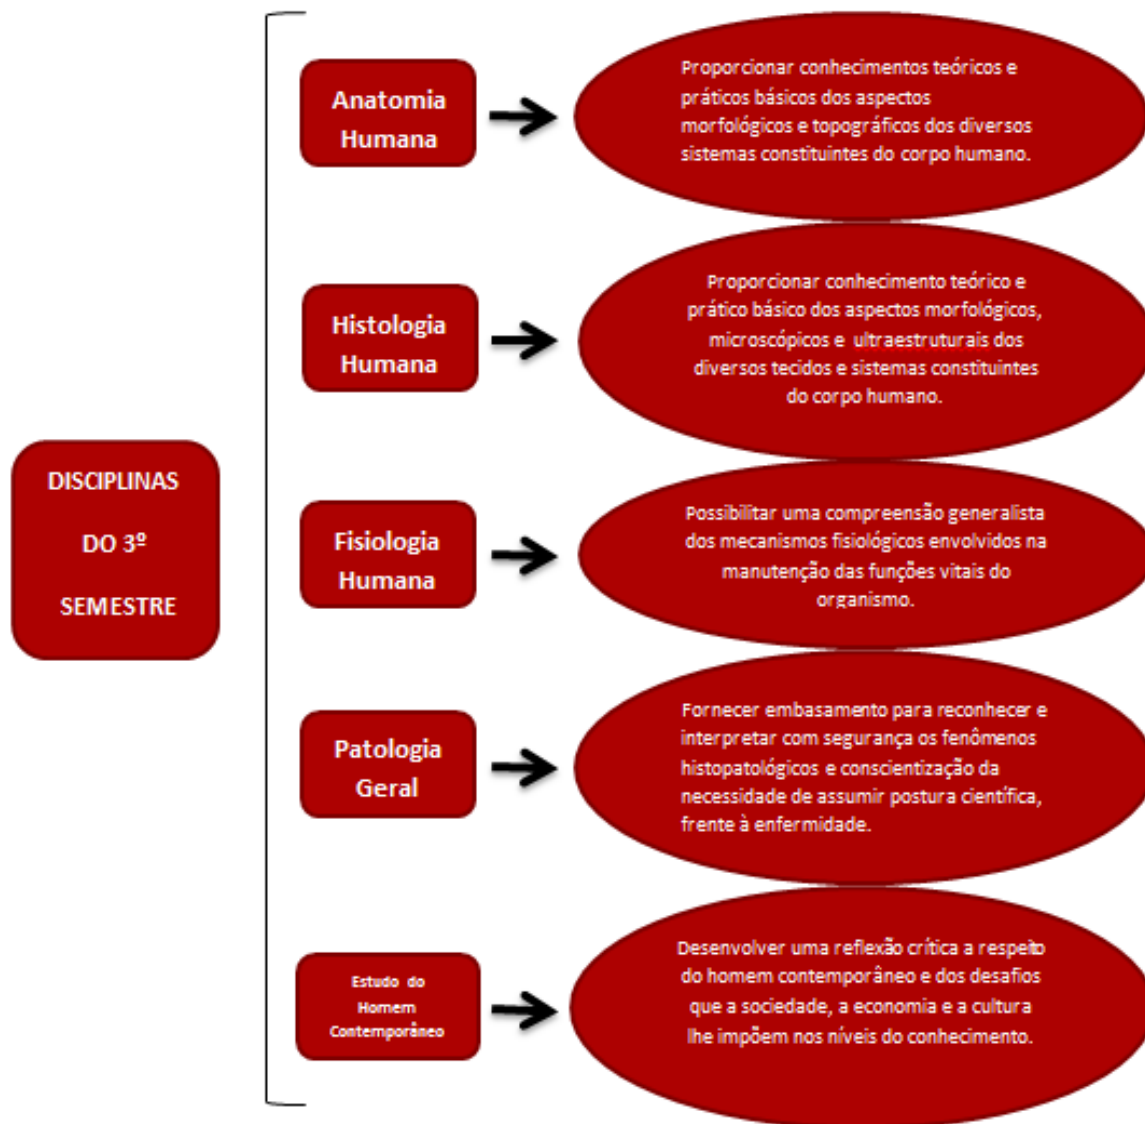 DISCIPLINAS
DO 3º
SEMESTRE
Anatomia
Humana
Proporcionar conhecimentos teóricos e
práticos básicos dos aspectos
morfológicos e topográficos dos diversos
sistemas constituintes do corpo humano.
Histologia
Humana
Proporcionar conhecimento teórico e
prático básico dos aspectos morfológicos,
microscópicos e ultraestruturais dos
diversos tecidos e sistemas constituintes
do corpo humano.
Fisiologia
Humana
Possibilitar uma compreensão generalista
dos mecanismos fisiológicos envolvidos na
manutenção das funções vitais do
organismo.
Patologia
Geral
Fornecer embasamento para reconhecer e
interpretar com segurança os fenômenos
histopatológicos e conscientização da
necessidade de assumir postura científica,
frente à enfermidade.
Estudo do
Homem
Contemporâneo
Desenvolver uma reflexão crítica a respeito
do homem contemporâneo e dos desafios
que a sociedade, a economia e a cultura
lhe impõem nos níveis do conhecimento.